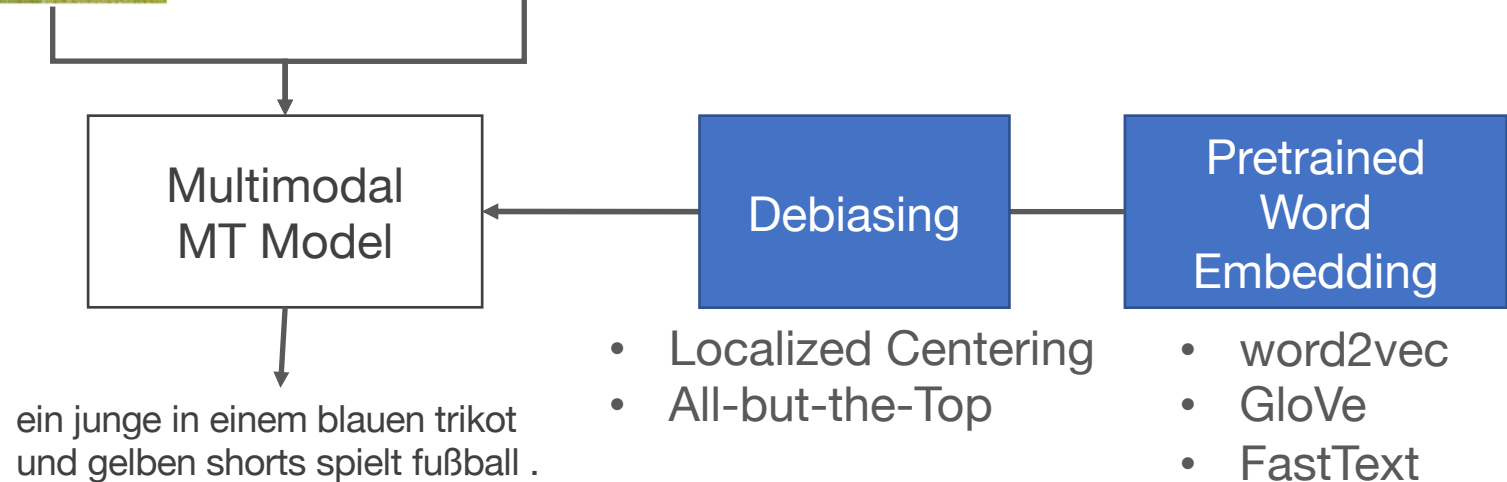 Multimodal
MT Model
Debiasing
Pretrained
Word
Embedding
• Localized Centering
• All-but-the-Top
• word2vec
• GloVe
• FastText
ein junge in einem blauen trikot
und gelben shorts spielt fußball .